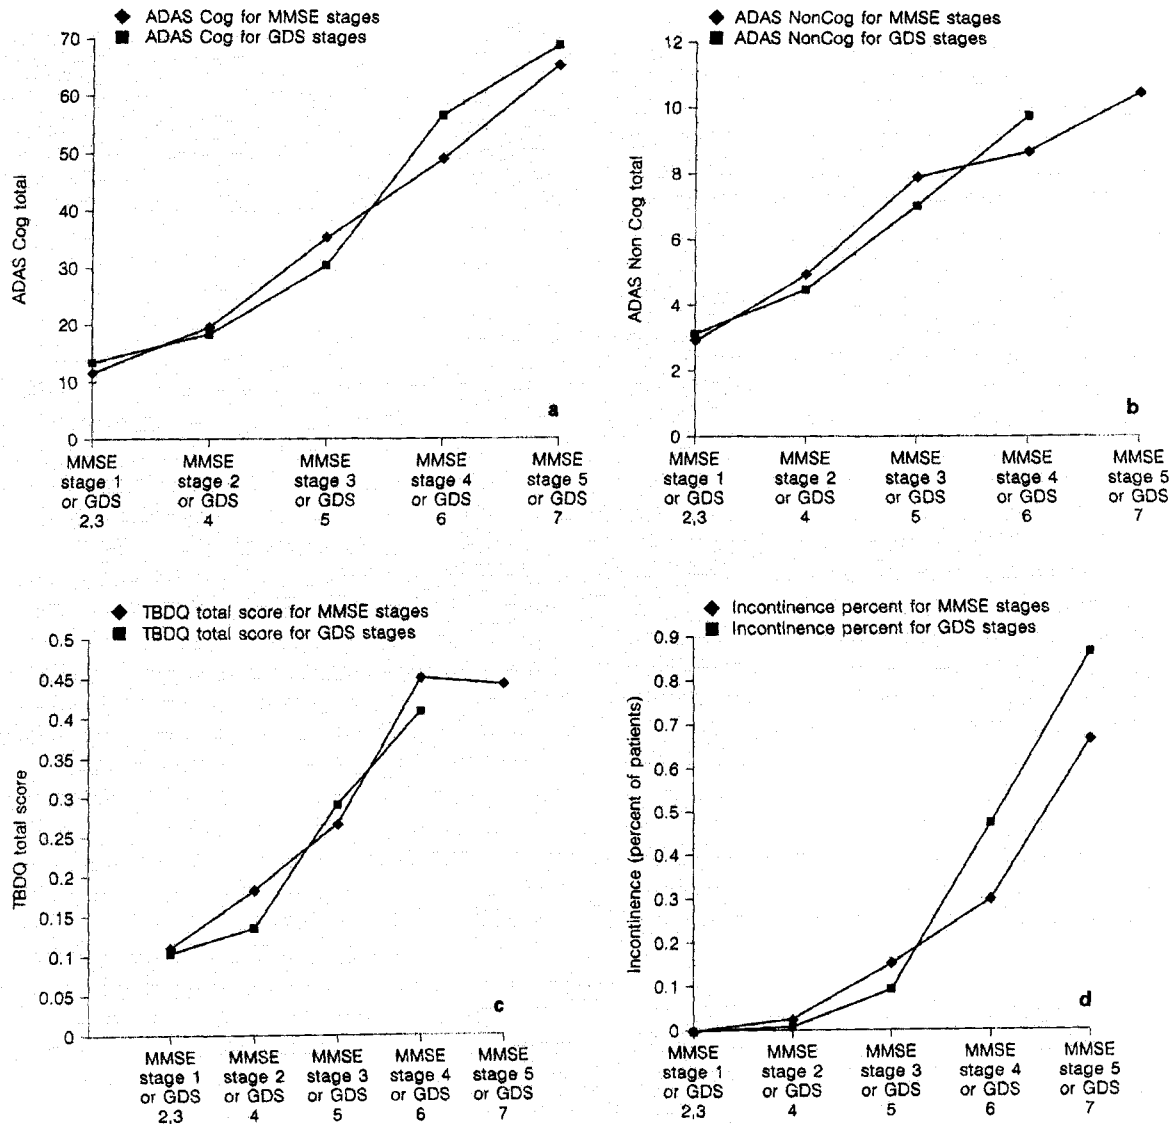 ADAS Cog for MMSE stages
ADAS Cog for GDS stages
70
60
50
40
30
20
10
0
ADAS Cog total
a
MMSE stage 1 or GDS 2,3
MMSE stage 2 or GDS 4
MMSE stage 3 or GDS 5
MMSE stage 4 or GDS 6
MMSE stage 5 or GDS 7
ADAS NonCog for MMSE stages
ADAS NonCog for GDS stages
12
10
8
6
4
2
0
ADAS Non Cog total
b
MMSE stage 1 or GDS 2,3
MMSE stage 2 or GDS 4
MMSE stage 3 or GDS 5
MMSE stage 4 or GDS 6
MMSE stage 5 or GDS 7
TBDQ total score for MMSE stages
TBDQ total score for GDS stages
0.5
0.45
0.4
0.35
0.3
0.25
0.2
0.15
0.1
0.05
0
TBDQ total score
c
MMSE stage 1 or GDS 2,3
MMSE stage 2 or GDS 4
MMSE stage 3 or GDS 5
MMSE stage 4 or GDS 6
MMSE stage 5 or GDS 7
Incontinence percent for MMSE stages
Incontinence percent for GDS stages
0.9
0.8
0.7
0.6
0.5
0.4
0.3
0.2
0.1
0
Incontinence (percent of patients)
d
MMSE stage 1 or GDS 2,3
MMSE stage 2 or GDS 4
MMSE stage 3 or GDS 5
MMSE stage 4 or GDS 6
MMSE stage 5 or GDS 7